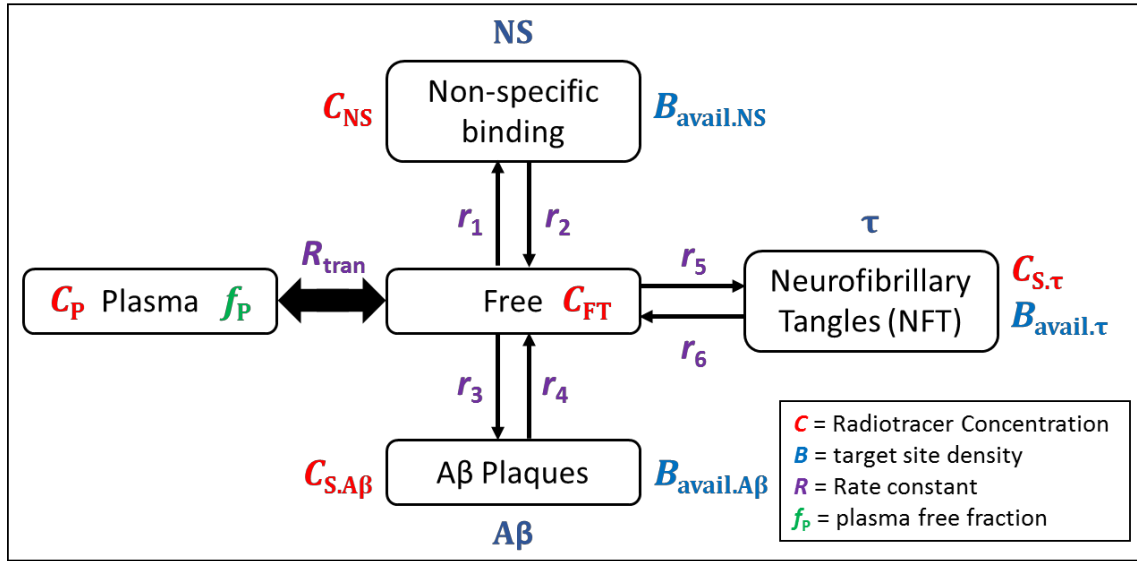 NS
Non-specific
binding
C_NS
B_avail.NS
r_1
r_2
τ
R_tran
r_5
C_P Plasma f_P
Free C_FT
Neurofibrillary
Tangles (NFT)
C_S.τ
B_avail.τ
r_6
r_3
r_4
C_S.Aβ
Aβ Plaques
B_avail.Aβ
Aβ
C = Radiotracer Concentration
B = target site density
R = Rate constant
f_P = plasma free fraction